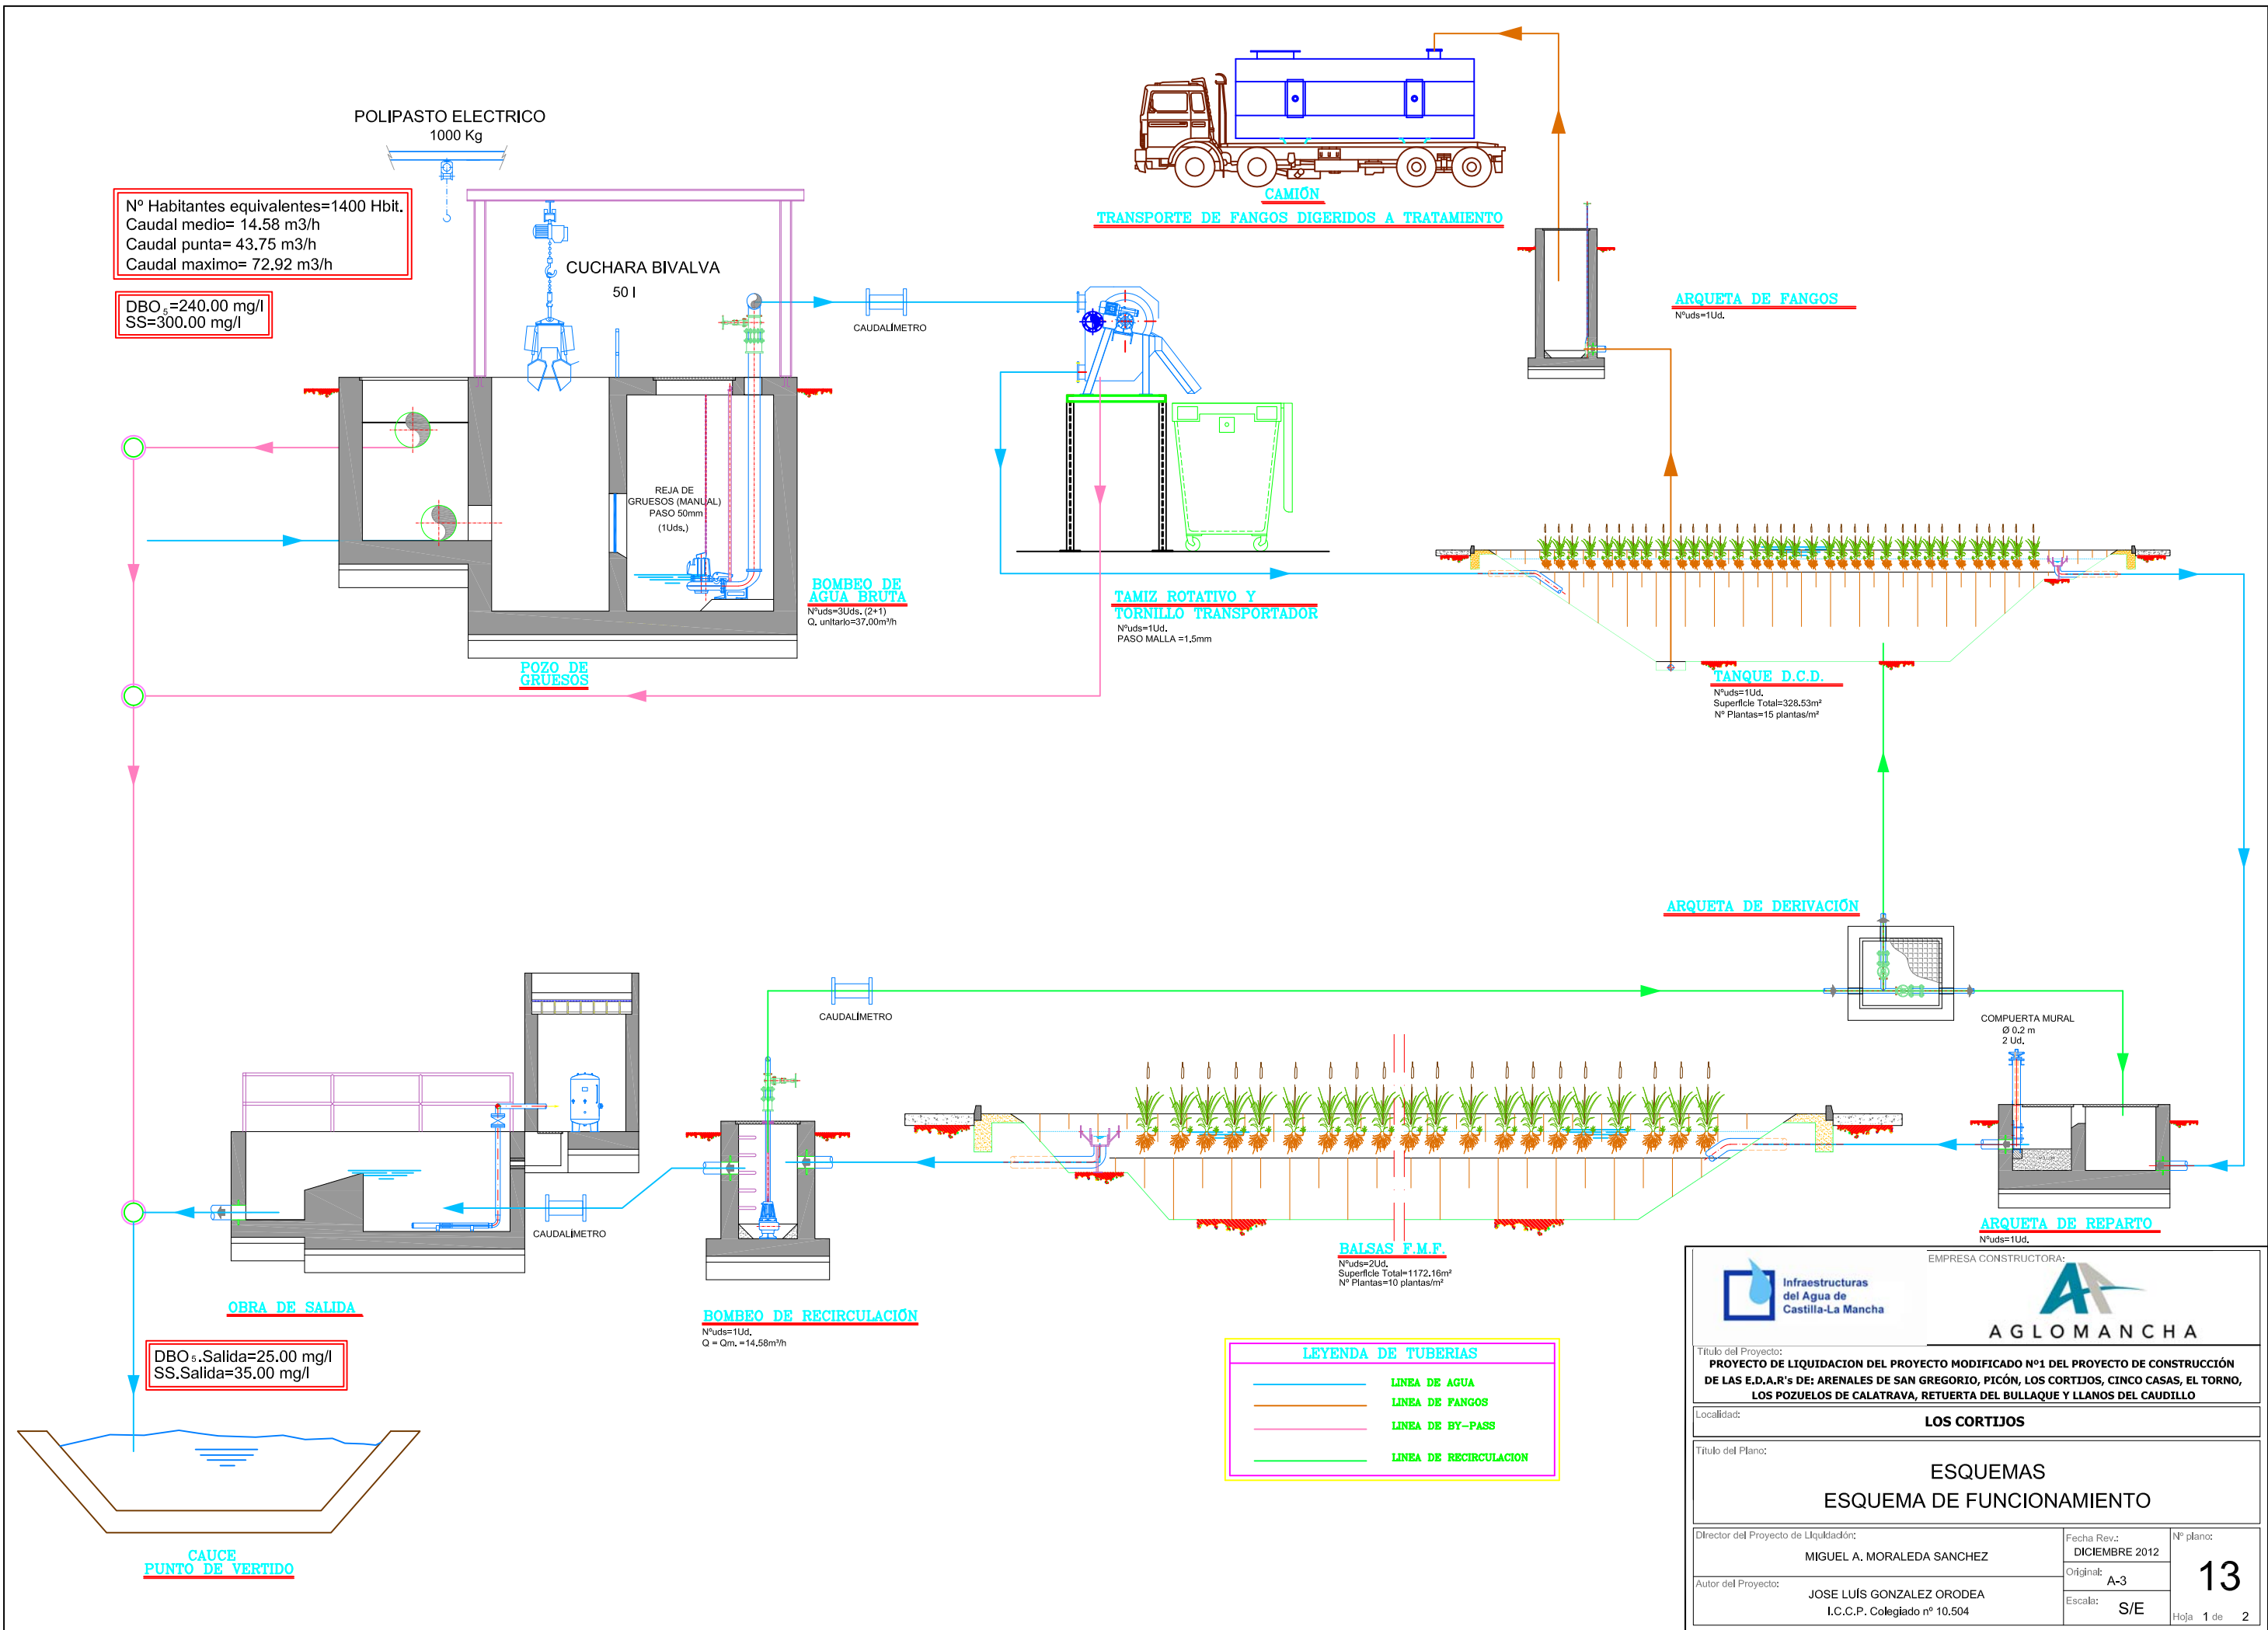 POLIPASTO ELECTRICO
1000 Kg
Nº Habitantes equivalentes=1400 Hbit.
Caudal medio= 14.58 m3/h
Caudal punta= 43.75 m3/h
Caudal maximo= 72.92 m3/h
DBO5=240.00 mg/l
SS=300.00 mg/l
CUCHARA BIVALVA
50 l
CAUDALÍMETRO
CAMIÓN
TRANSPORTE DE FANGOS DIGERIDOS A TRATAMIENTO
ARQUETA DE FANGOS
Nºuds=1Ud.
REJA DE
GRUESOS (MANUAL)
PASO 50mm
(1Uds.)
BOMBEO DE
AGUA BRUTA
Nºuds=3Uds. (2+1)
Q. unitario=37,00m³/h
POZO DE
GRUESOS
TAMIZ ROTATIVO Y
TORNILLO TRANSPORTADOR
Nºuds=1Ud.
PASO MALLA =1,5mm
TANQUE D.C.D.
Nºuds=1Ud.
Superficie Total=328.53m²
Nº Plantas=15 plantas/m²
ARQUETA DE DERIVACIÓN
CAUDALÍMETRO
COMPUERTA MURAL
Ø 0.2 m
2 Ud.
CAUDALÍMETRO
ARQUETA DE REPARTO
Nºuds=1Ud.
BALSAS F.M.F.
Nºuds=2Ud.
Superficie Total=1172.16m²
Nº Plantas=10 plantas/m²
OBRA DE SALIDA
BOMBEO DE RECIRCULACIÓN
Nºuds=1Ud.
Q = Qm. =14.58m³/h
DBO5.Salida=25.00 mg/l
SS.Salida=35.00 mg/l
CAUCE
PUNTO DE VERTIDO
LEYENDA DE TUBERIAS
LINEA DE AGUA
LINEA DE FANGOS
LINEA DE BY-PASS
LINEA DE RECIRCULACION
Infraestructuras
del Agua de
Castilla-La Mancha
EMPRESA CONSTRUCTORA:
AGLOMANCHA
Título del Proyecto:
PROYECTO DE LIQUIDACION DEL PROYECTO MODIFICADO Nº1 DEL PROYECTO DE CONSTRUCCIÓN
DE LAS E.D.A.R's DE: ARENALES DE SAN GREGORIO, PICÓN, LOS CORTIJOS, CINCO CASAS, EL TORNO,
LOS POZUELOS DE CALATRAVA, RETUERTA DEL BULLAQUE Y LLANOS DEL CAUDILLO
Localidad:
LOS CORTIJOS
Título del Plano:
ESQUEMAS
ESQUEMA DE FUNCIONAMIENTO
Director del Proyecto de Liquidación:
MIGUEL A. MORALEDA SANCHEZ
Fecha Rev.:
DICIEMBRE 2012
Nº plano:
13
Original:
A-3
Autor del Proyecto:
JOSE LUÍS GONZALEZ ORODEA
I.C.C.P. Colegiado nº 10.504
Escala:
S/E
Hoja 1 de 2